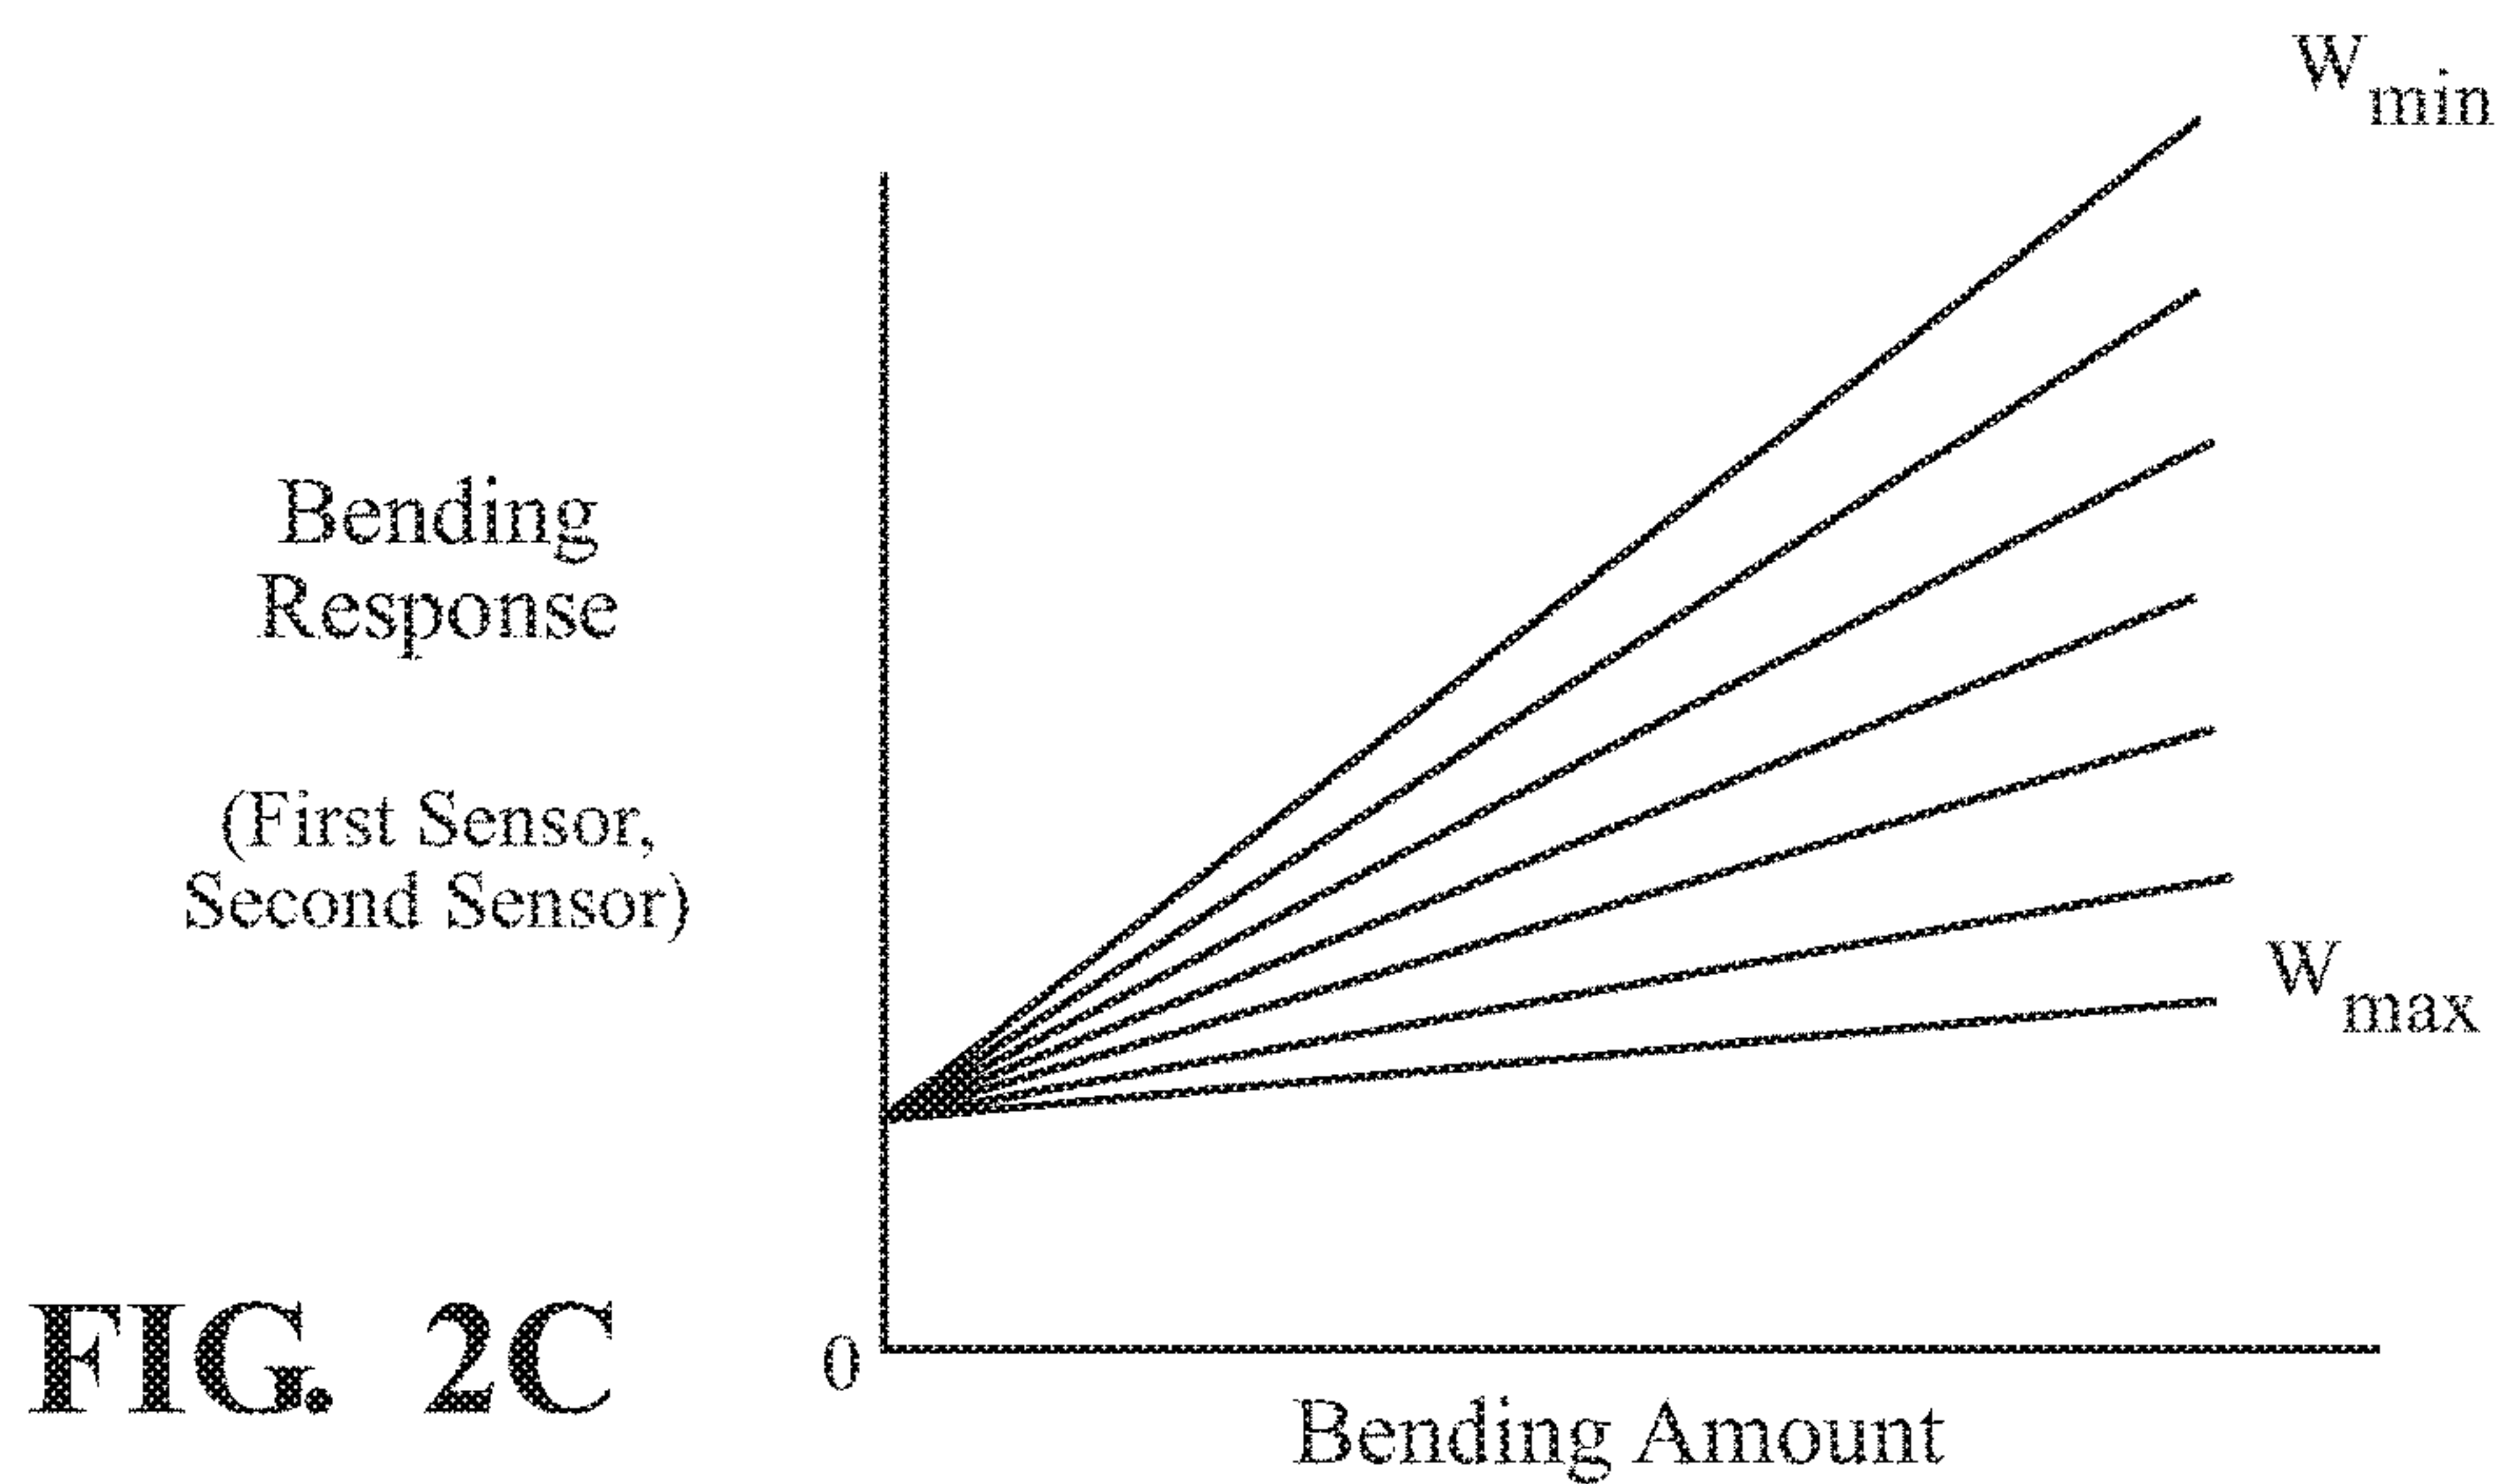 W_min
Bending
Response
(First Sensor,
Second Sensor)
W_max
FIG. 2C
0
Bending Amount